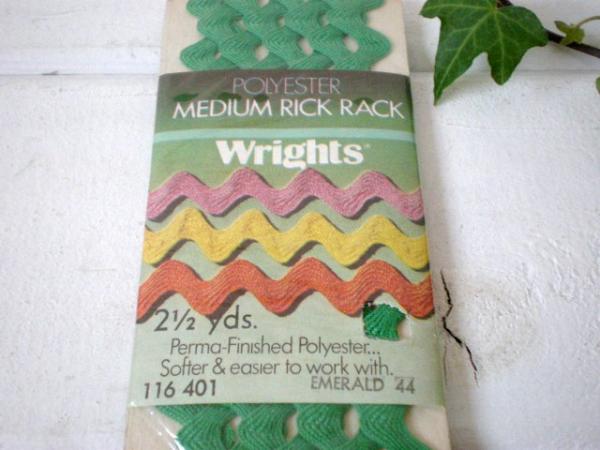 POLYESTER
MEDIUM RICK RACK
Wrights®
2½ yds.
Perma-Finished Polyester...
Softer & easier to work with.
116 401 EMERALD 44